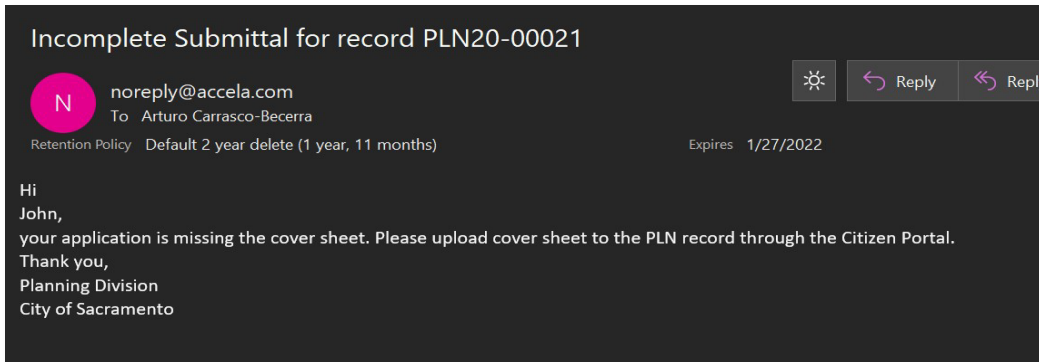 Incomplete Submittal for record PLN20-00021
N
noreply@accela.com
To Arturo Carrasco-Becerra
Reply
Repl
Retention Policy Default 2 year delete (1 year, 11 months)
Expires 1/27/2022
Hi
John,
your application is missing the cover sheet. Please upload cover sheet to the PLN record through the Citizen Portal.
Thank you,
Planning Division
City of Sacramento